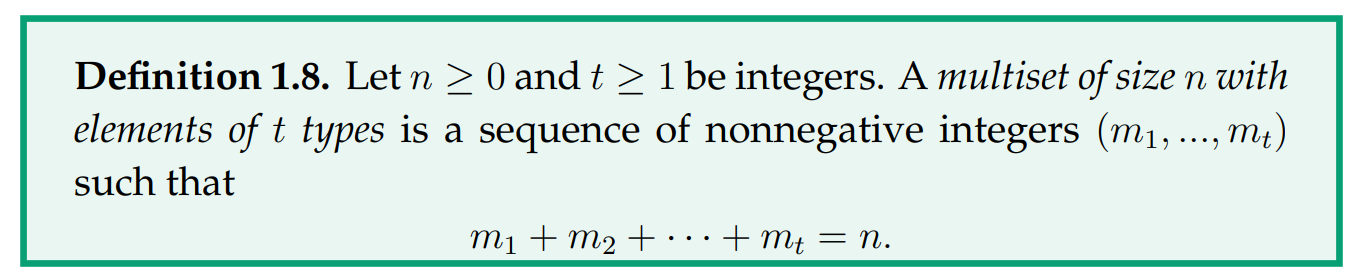 Definition 1.8. Let n ≥ 0 and t ≥ 1 be integers. A multiset of size n with
elements of t types is a sequence of nonnegative integers (m₁, ..., mₜ)
such that
m₁ + m₂ + ⋯ + mₜ = n.